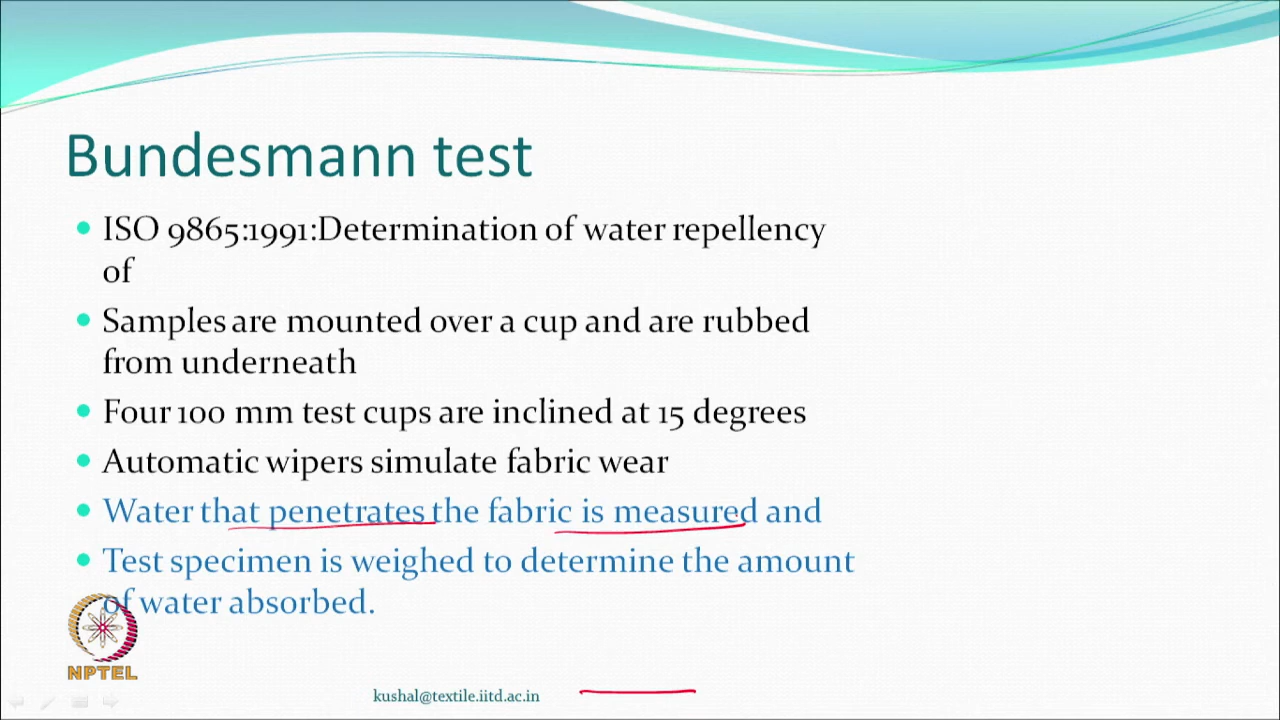 Bundesmann test
ISO 9865:1991:Determination of water repellency
of
Samples are mounted over a cup and are rubbed
from underneath
Four 100 mm test cups are inclined at 15 degrees
Automatic wipers simulate fabric wear
Water that penetrates the fabric is measured and
Test specimen is weighed to determine the amount
of water absorbed.
NPTEL
kushal@textile.iitd.ac.in